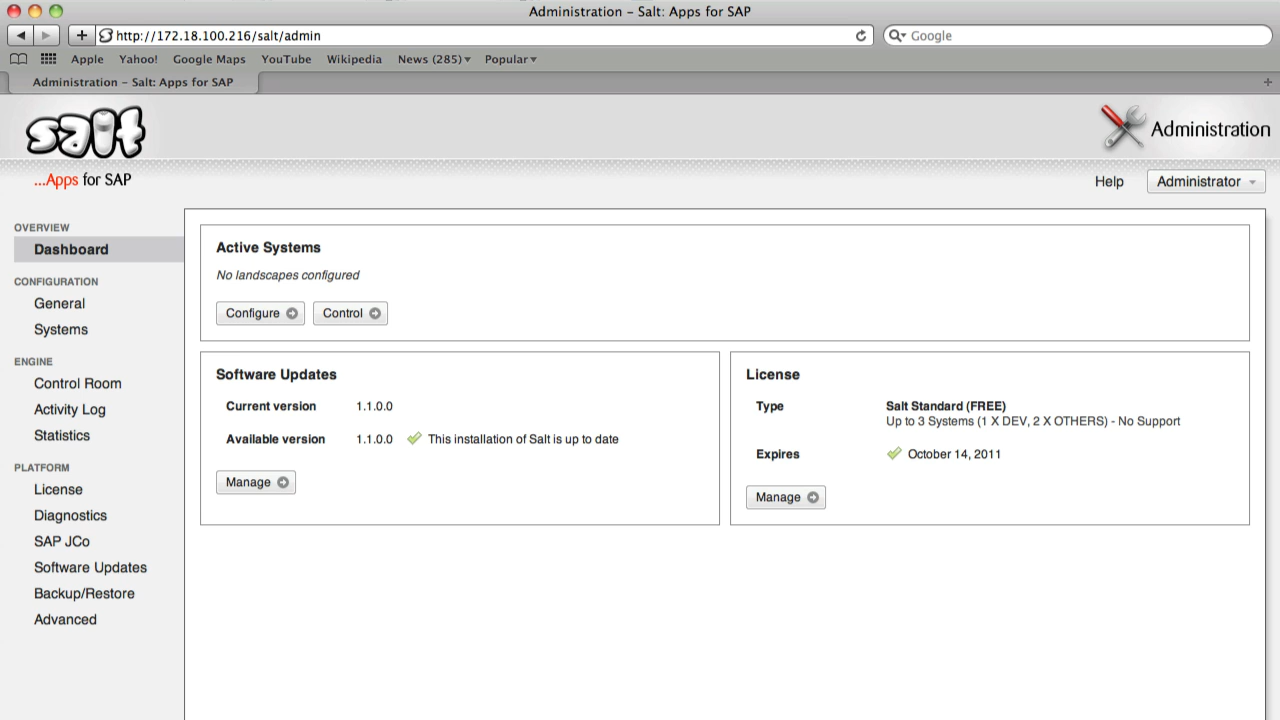 Administration – Salt: Apps for SAP
http://172.18.100.216/salt/admin
Google
Apple Yahoo! Google Maps YouTube Wikipedia News (285) Popular
Administration – Salt: Apps for SAP
salt
...Apps for SAP
Administration
Help Administrator
OVERVIEW
Dashboard
CONFIGURATION
General
Systems
ENGINE
Control Room
Activity Log
Statistics
PLATFORM
License
Diagnostics
SAP JCo
Software Updates
Backup/Restore
Advanced
Active Systems
No landscapes configured
Configure Control
Software Updates
Current version 1.1.0.0
Available version 1.1.0.0 This installation of Salt is up to date
Manage
License
Type Salt Standard (FREE)
Up to 3 Systems (1 X DEV, 2 X OTHERS) - No Support
Expires October 14, 2011
Manage